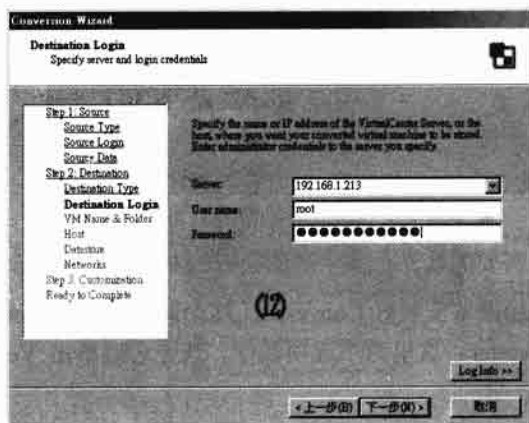 Conversion Wizard
Destination Login
Specify server and login credentials
Step 1: Source
Source Type
Source Login
Source Data
Step 2: Destination
Destination Type
Destination Login
VM Name & Folder
Host
Datastore
Networks
Step 3: Customization
Ready to Complete
Specify the name or IP address of the VirtualCenter Server, or the
host, where you want your converted virtual machine to be stored.
Enter administrator credentials to the server you specify.
Server: 192.168.1.213
User name: root
Password: ●●●●●●●●●●●
(12)
Log Info >>
<上一步(B) 下一步(N)> 取消